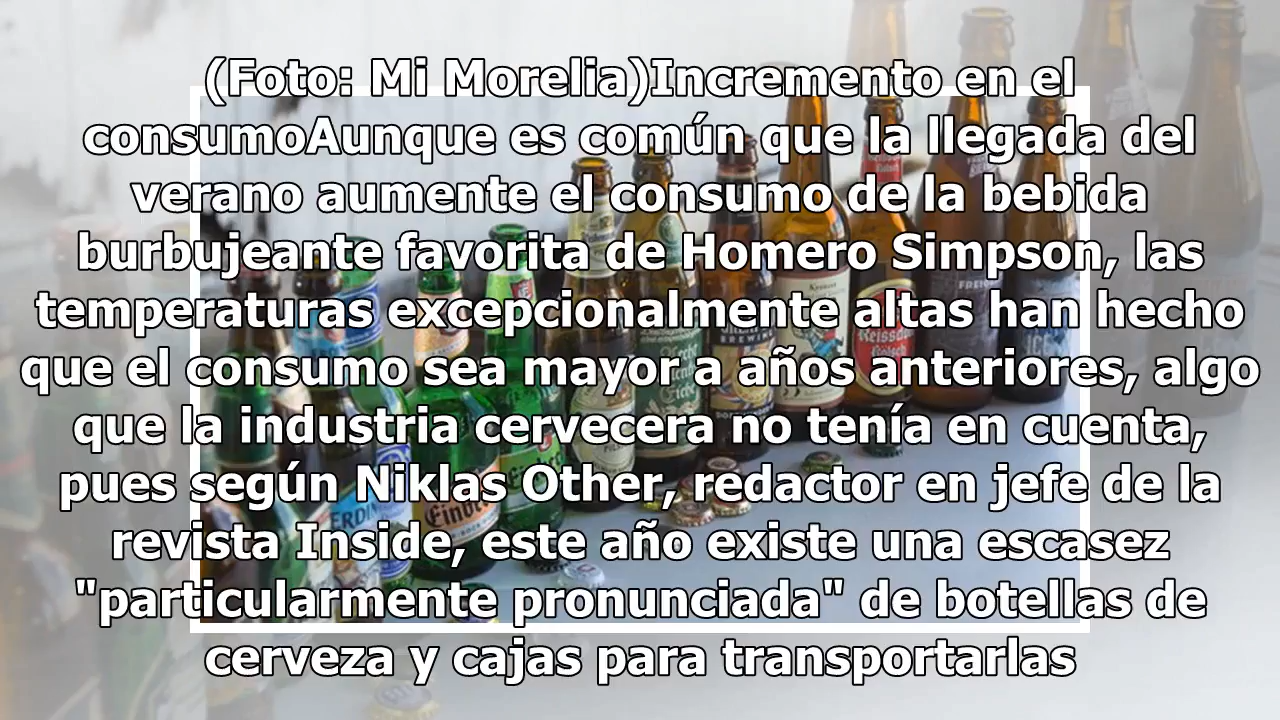 (Foto: Mi Morelia)Incremento en el
consumoAunque es común que la llegada del
verano aumente el consumo de la bebida
burbujeante favorita de Homero Simpson, las
temperaturas excepcionalmente altas han hecho
que el consumo sea mayor a años anteriores, algo
que la industria cervecera no tenía en cuenta,
pues según Niklas Other, redactor en jefe de la
revista Inside, este año existe una escasez
"particularmente pronunciada" de botellas de
cerveza y cajas para transportarlas